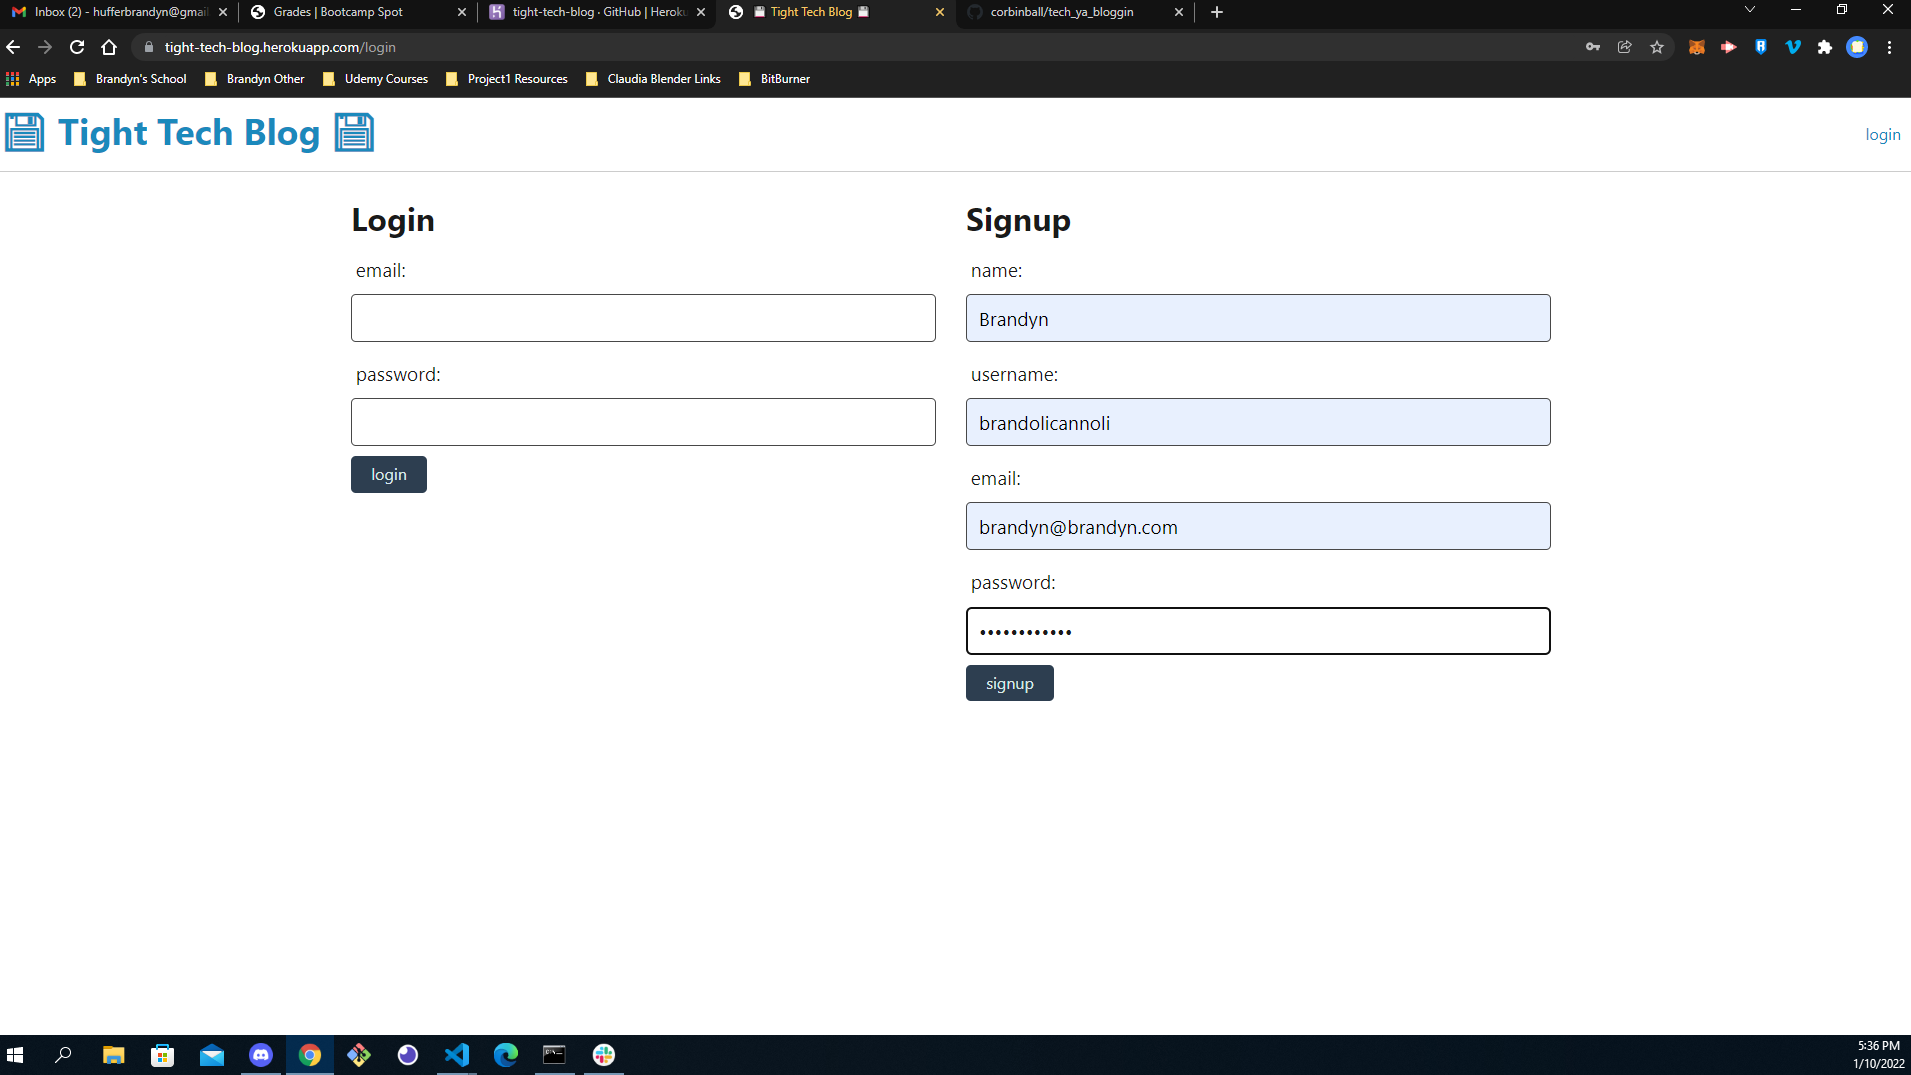 Inbox (2) - hufferbrandyn@gmail
Grades | Bootcamp Spot
tight-tech-blog · GitHub | Heroku
Tight Tech Blog
corbinball/tech_ya_bloggin
tight-tech-blog.herokuapp.com/login
Apps
Brandyn's School
Brandyn Other
Udemy Courses
Project1 Resources
Claudia Blender Links
BitBurner
Tight Tech Blog
login
Login
Signup
email:
name:
Brandyn
password:
username:
brandolicannoli
login
email:
brandyn@brandyn.com
password:
••••••••••••
signup
5:36 PM
1/10/2022